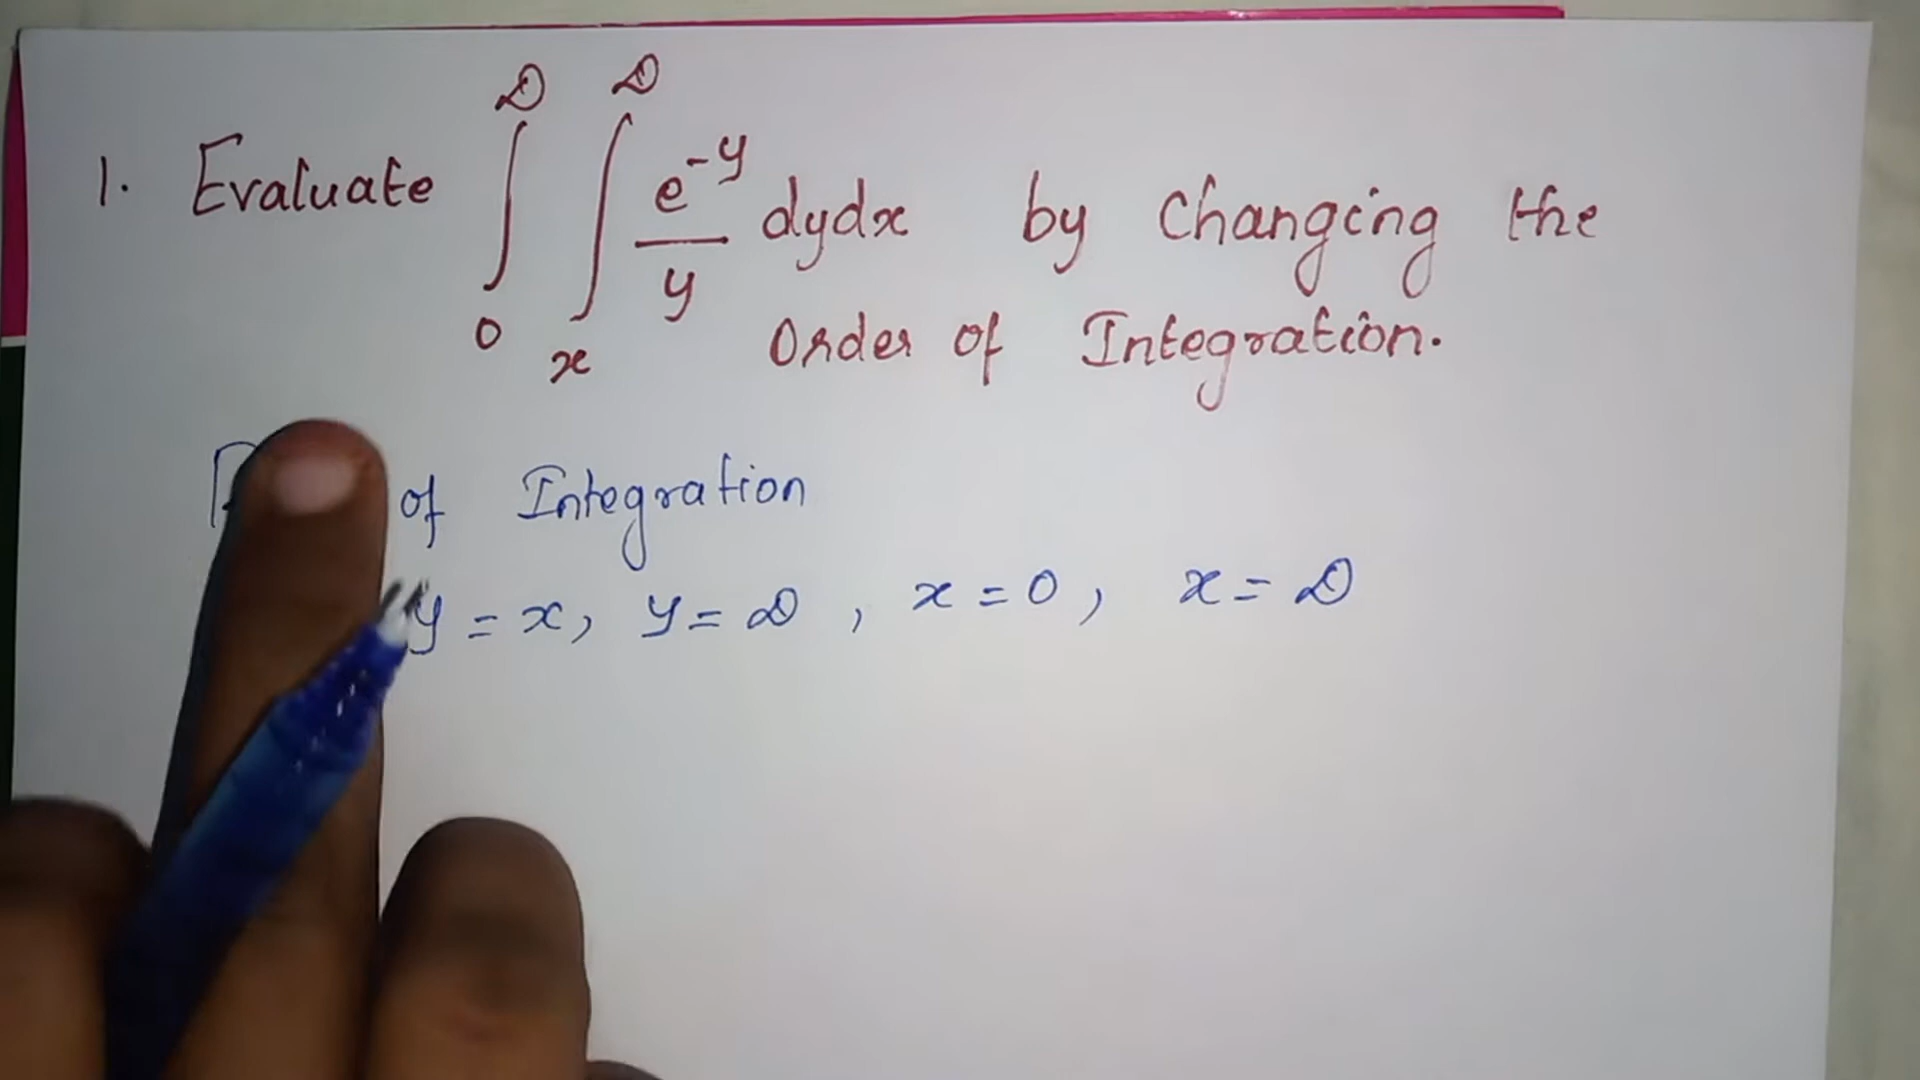 1. Evaluate ∫₀^∞ ∫ₓ^∞ e^{-y}/y dydx by changing the
Order of Integration.
of Integration
y = x, y = ∞, x = 0, x = ∞